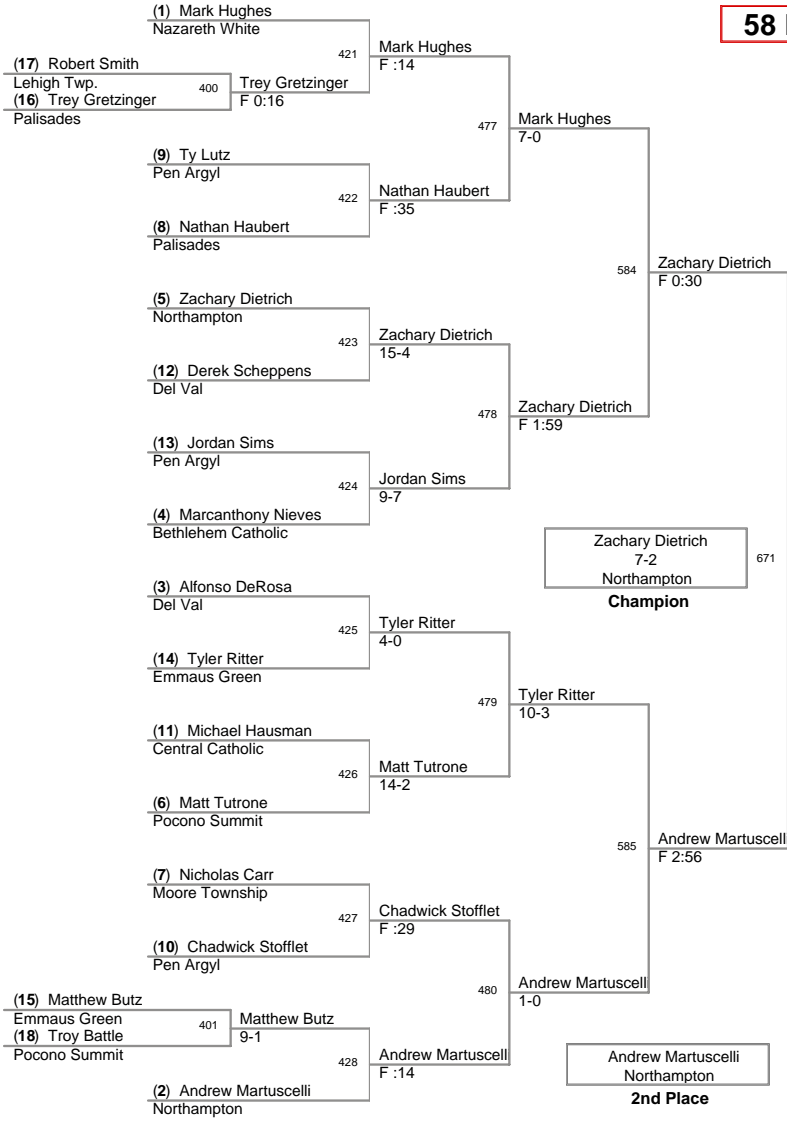 (1) Mark Hughes
Nazareth White
58
421
Mark Hughes
F :14
(17) Robert Smith
Lehigh Twp.
400
Trey Gretzinger
F 0:16
(16) Trey Gretzinger
Palisades
477
Mark Hughes
7-0
(9) Ty Lutz
Pen Argyl
422
Nathan Haubert
F :35
(8) Nathan Haubert
Palisades
584
Zachary Dietrich
F 0:30
(5) Zachary Dietrich
Northampton
423
Zachary Dietrich
15-4
(12) Derek Scheppens
Del Val
478
Zachary Dietrich
F 1:59
(13) Jordan Sims
Pen Argyl
424
Jordan Sims
9-7
(4) Marcanthony Nieves
Bethlehem Catholic
Zachary Dietrich
7-2
Northampton
671
Champion
(3) Alfonso DeRosa
Del Val
425
Tyler Ritter
4-0
(14) Tyler Ritter
Emmaus Green
479
Tyler Ritter
10-3
(11) Michael Hausman
Central Catholic
426
Matt Tutrone
14-2
(6) Matt Tutrone
Pocono Summit
585
Andrew Martuscelli
F 2:56
(7) Nicholas Carr
Moore Township
427
Chadwick Stofflet
F :29
(10) Chadwick Stofflet
Pen Argyl
480
Andrew Martuscell
1-0
(15) Matthew Butz
Emmaus Green
401
Matthew Butz
9-1
(18) Troy Battle
Pocono Summit
428
Andrew Martuscell
F :14
(2) Andrew Martuscelli
Northampton
Andrew Martuscelli
Northampton
2nd Place